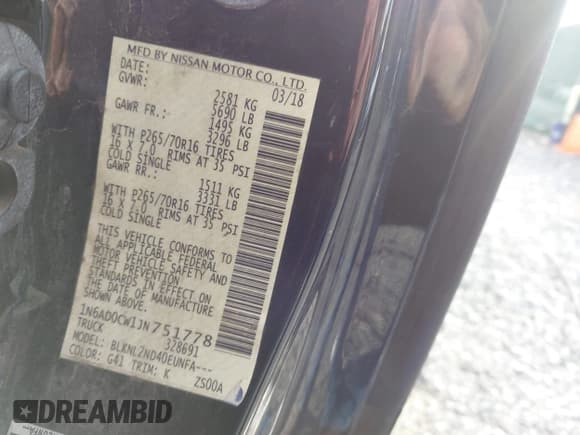 MFD BY NISSAN MOTOR CO., LTD.
DATE: 03/18
GVWR: 2581 KG
5690 LB
GAWR FR.:- 1495 KG
3296 LB
WITH P265/70R16 TIRES
16 X 7.0 RIMS AT 35 PSI
COLD SINGLE
GAWR RR.: 1511 KG
3331 LB
WITH P265/70R16 TIRES
16 X 7.0 RIMS AT 35 PSI
COLD SINGLE
THIS VEHICLE CONFORMS TO
ALL APPLICABLE FEDERAL
MOTOR VEHICLE SAFETY AND
THEFT PREVENTION
STANDARDS IN EFFECT ON
THE DATE OF MANUFACTURE
SHOWN ABOVE.
1N6AD0CW1JN751778
TRUCK 328691
MODEL: BLKNL2ND40EUNFA---
COLOR: G41 TRIM: K ZS00A
DREAMBID